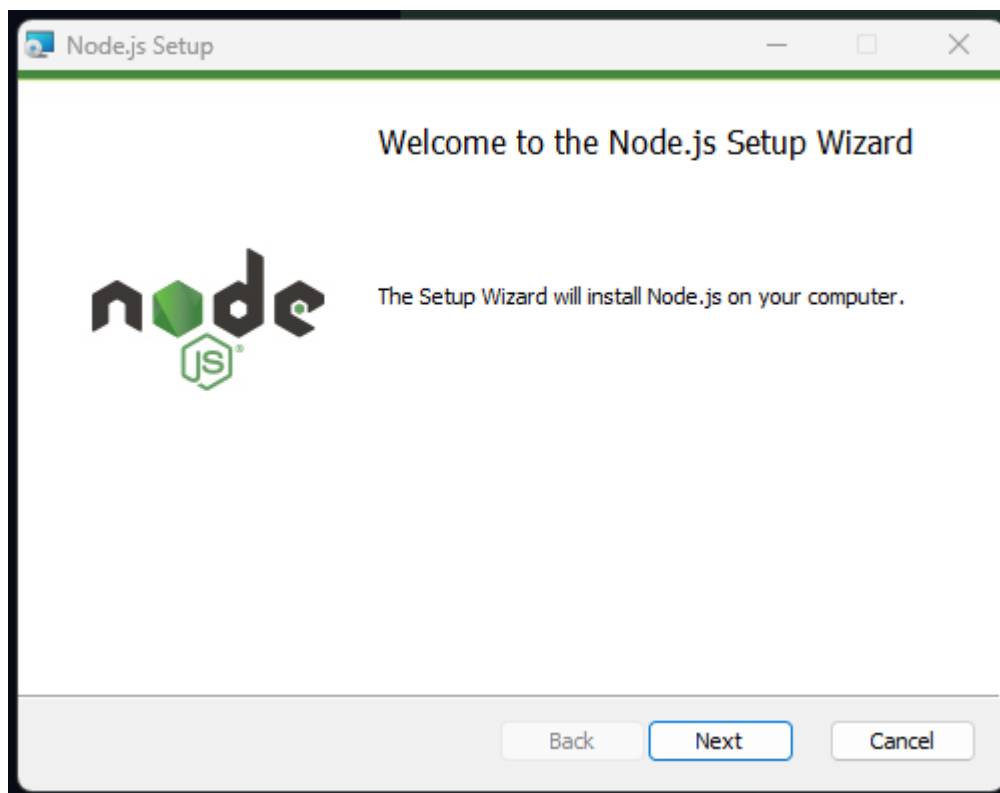 Node.js Setup
Welcome to the Node.js Setup Wizard
The Setup Wizard will install Node.js on your computer.
node
JS
Back
Next
Cancel